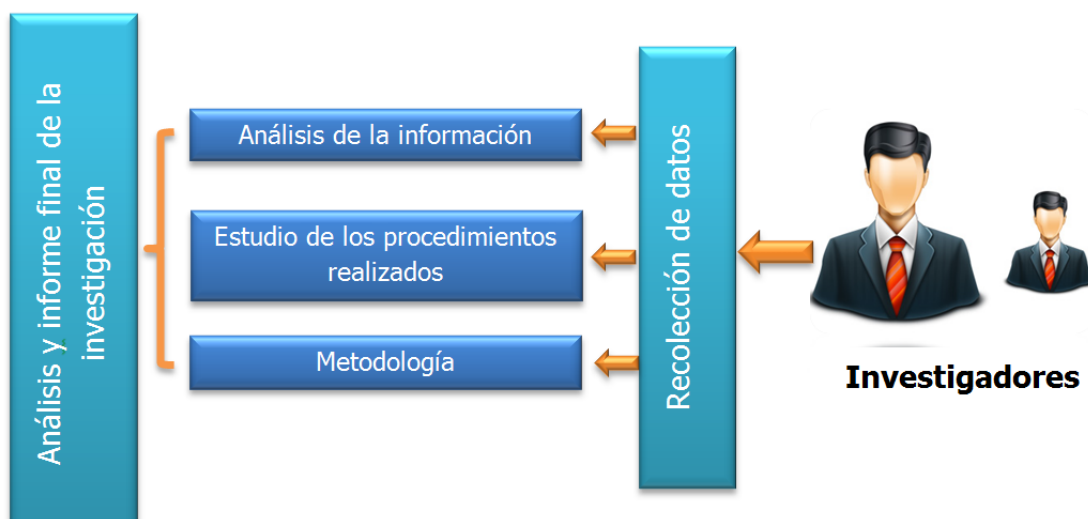 Análisis y informe final de la
investigación
Análisis de la información
Estudio de los procedimientos
realizados
Metodología
Recolección de datos
Investigadores